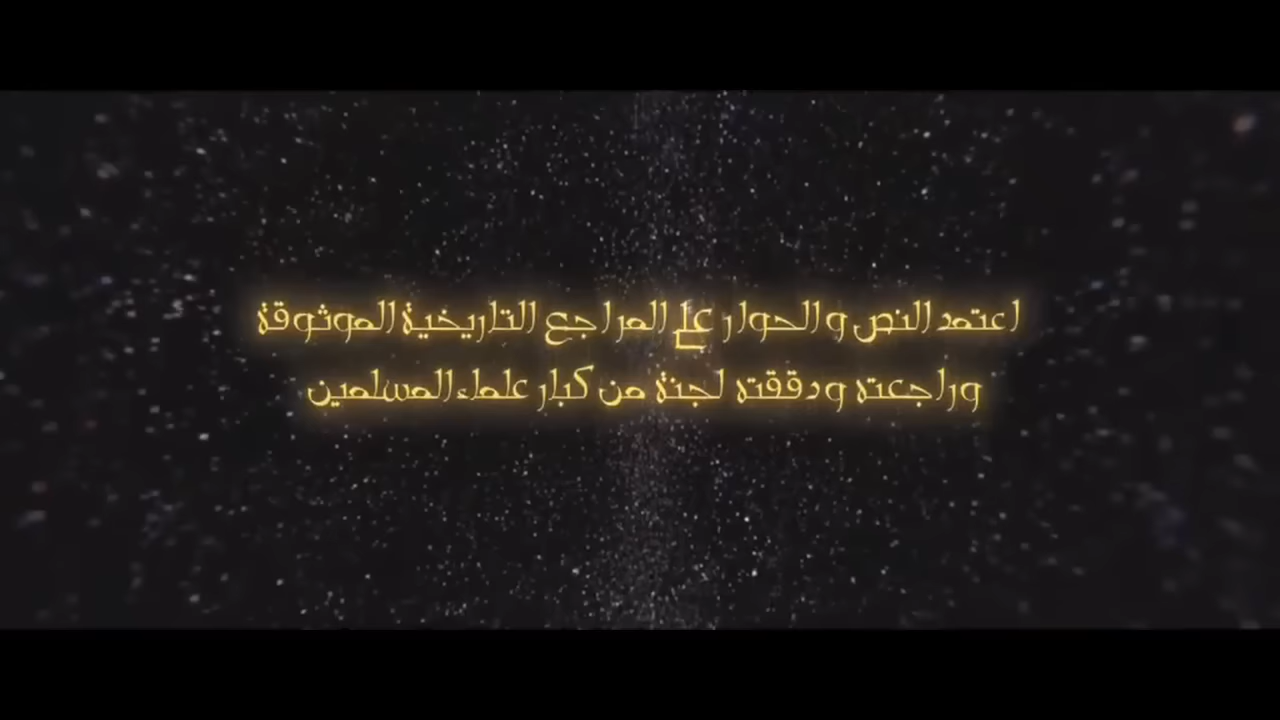 اعتمد النص والحوار على المراجع التاريخية الموثوقة
وراجعته ودققته لجنة من كبار علماء المسلمين